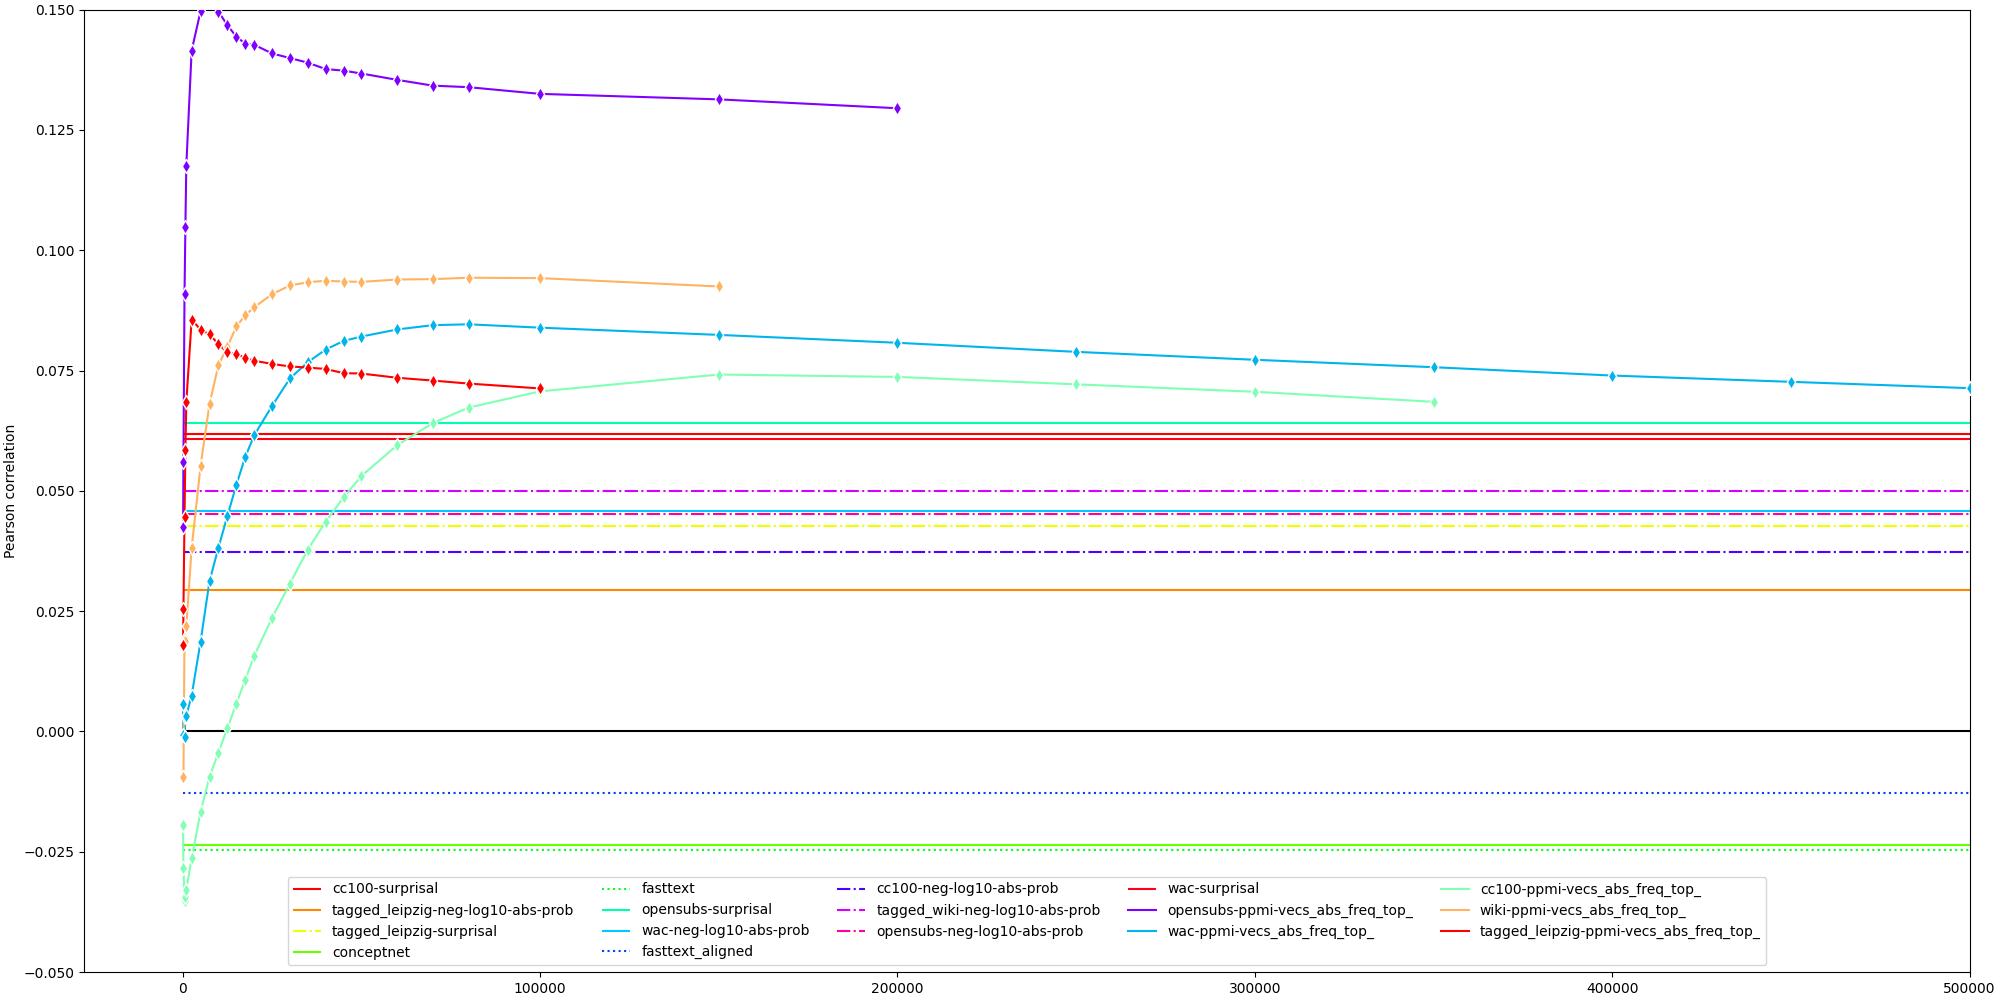 0.150
0.125
0.100
0.075
0.050
0.025
0.000
−0.025
−0.050
Pearson correlation
cc100-surprisal
tagged_leipzig-neg-log10-abs-prob
tagged_leipzig-surprisal
conceptnet
fasttext
opensubs-surprisal
wac-neg-log10-abs-prob
fasttext_aligned
cc100-neg-log10-abs-prob
tagged_wiki-neg-log10-abs-prob
opensubs-neg-log10-abs-prob
wac-surprisal
opensubs-ppmi-vecs_abs_freq_top_
wac-ppmi-vecs_abs_freq_top_
cc100-ppmi-vecs_abs_freq_top_
wiki-ppmi-vecs_abs_freq_top_
tagged_leipzig-ppmi-vecs_abs_freq_top_
0 100000 200000 300000 400000 500000